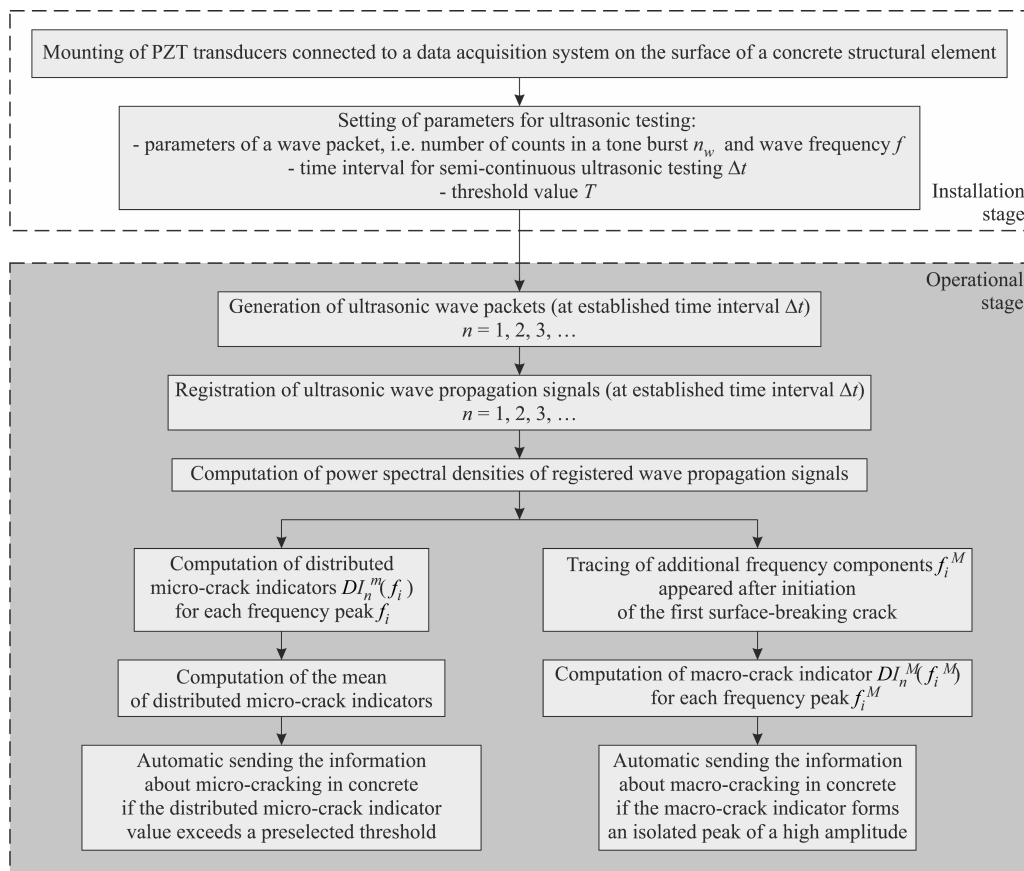 Mounting of PZT transducers connected to a data acquisition system on the surface of a concrete structural element
Setting of parameters for ultrasonic testing:
- parameters of a wave packet, i.e. number of counts in a tone burst n_w and wave frequency f
- time interval for semi-continuous ultrasonic testing Δt
- threshold value T
Installation
stage
Operational
stage
Generation of ultrasonic wave packets (at established time interval Δt)
n = 1, 2, 3, …
Registration of ultrasonic wave propagation signals (at established time interval Δt)
n = 1, 2, 3, …
Computation of power spectral densities of registered wave propagation signals
Computation of distributed
micro-crack indicators DI_n^m(f_i)
for each frequency peak f_i
Computation of the mean
of distributed micro-crack indicators
Automatic sending the information
about micro-cracking in concrete
if the distributed micro-crack indicator
value exceeds a preselected threshold
Tracing of additional frequency components f_i^M
appeared after initiation
of the first surface-breaking crack
Computation of macro-crack indicator DI_n^M(f_i^M)
for each frequency peak f_i^M
Automatic sending the information
about macro-cracking in concrete
if the macro-crack indicator forms
an isolated peak of a high amplitude